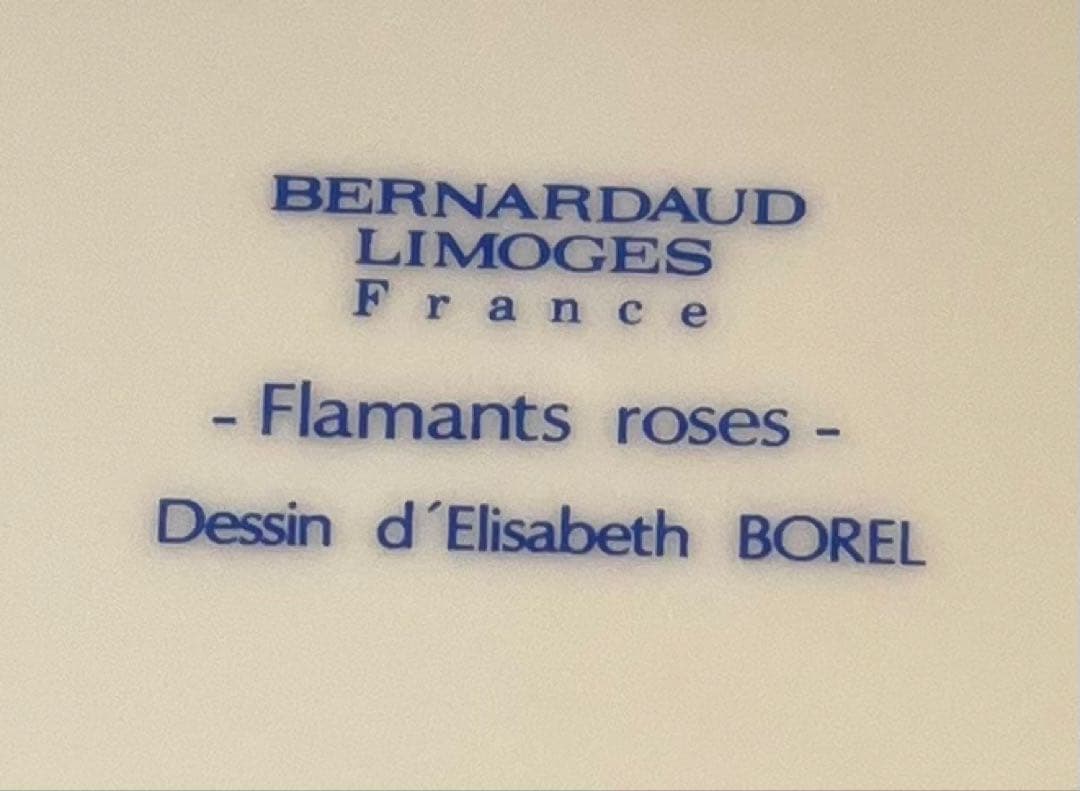 BERNARDAUD
LIMOGES
France
- Flamants roses -
Dessin d´Elisabeth BOREL